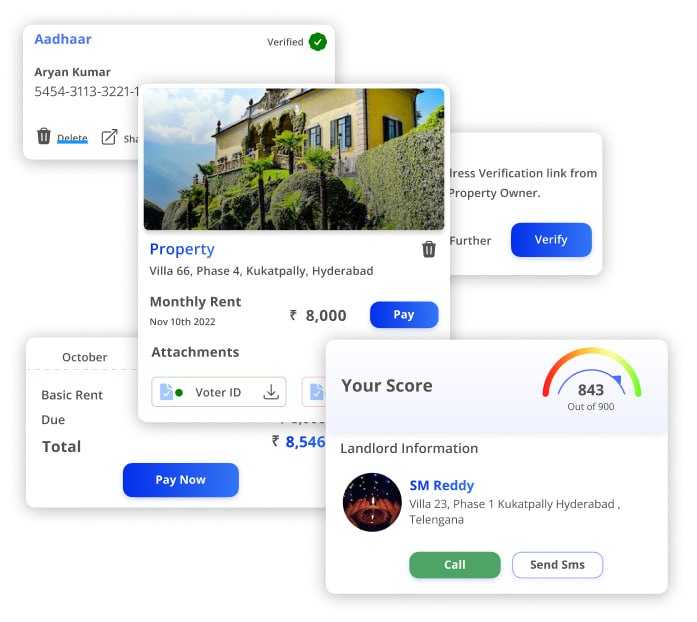 Aadhaar
Verified
Aryan Kumar
5454-3113-3221-1
Delete
Property
Villa 66, Phase 4, Kukatpally, Hyderabad
Monthly Rent
Nov 10th 2022
₹ 8,000
Pay
Attachments
Voter ID
Verification link from
Property Owner.
Further
Verify
October
Basic Rent
Due
Total
₹ 8,546
Pay Now
Your Score
843
Out of 900
Landlord Information
SM Reddy
Villa 23, Phase 1 Kukatpally Hyderabad ,
Telengana
Call
Send Sms